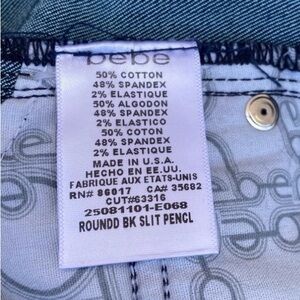 bebe
50% COTTON
48% SPANDEX
2% ELASTIQUE
50% ALGODON
48% SPANDEX
2% ELASTICO
50% COTON
48% SPANDEX
2% ELASTIQUE
MADE IN U.S.A.
HECHO EN EE.UU.
FABRIQUE AUX ETATS-UNIS
RN# 86017 CA# 35682
CUT#63316
25081101-E068
ROUNDD BK SLIT PENCL